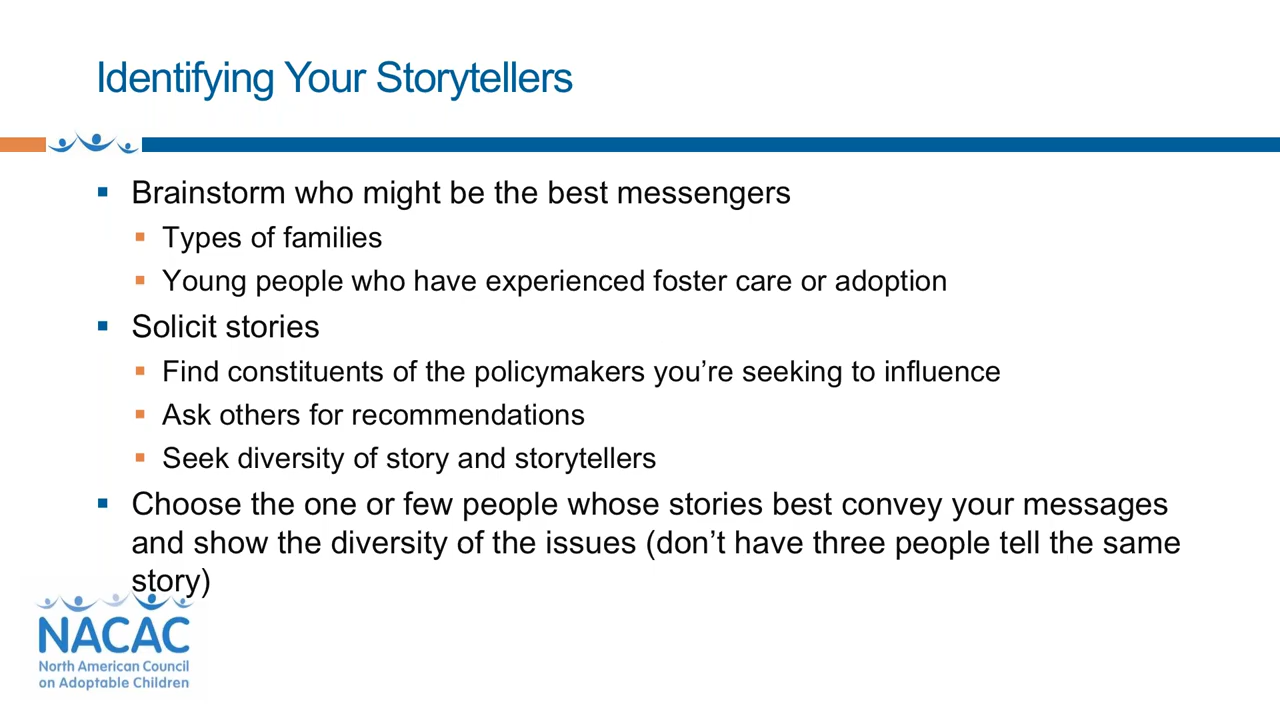 Identifying Your Storytellers
▪ Brainstorm who might be the best messengers
▪ Types of families
▪ Young people who have experienced foster care or adoption
▪ Solicit stories
▪ Find constituents of the policymakers you’re seeking to influence
▪ Ask others for recommendations
▪ Seek diversity of story and storytellers
▪ Choose the one or few people whose stories best convey your messages
and show the diversity of the issues (don’t have three people tell the same
story)
NACAC
North American Council
on Adoptable Children